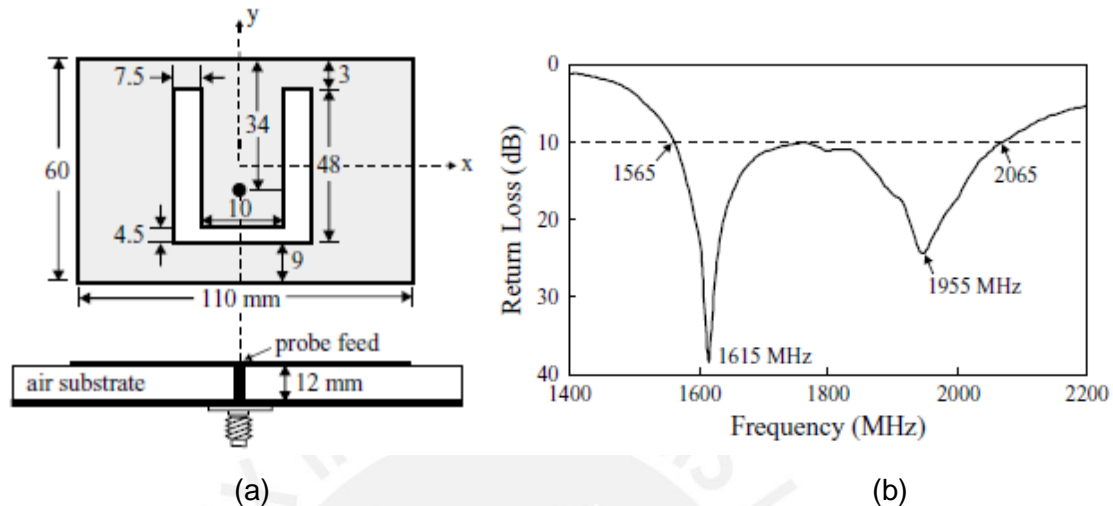 y
7.5
3
34
60
x
48
10
4.5
9
110 mm
probe feed
air substrate
12 mm
(a)
0
10
20
30
40
Return Loss (dB)
1565
2065
1955 MHz
1615 MHz
1400
1600
1800
2000
2200
Frequency (MHz)
(b)